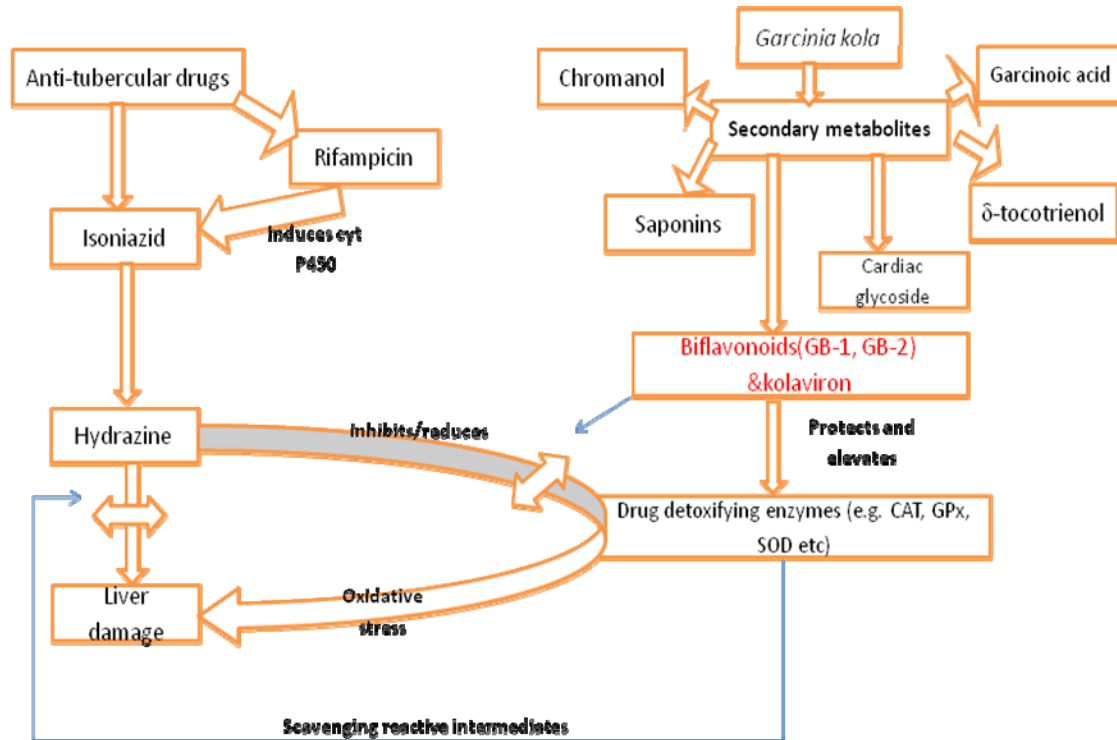 Anti-tubercular drugs
Rifampicin
Isoniazid
Induces cyt
P450
Hydrazine
Inhibits/reduces
Liver
damage
Oxidative
stress
Scavenging reactive intermediates
Garcinia kola
Chromanol
Garcinoic acid
Secondary metabolites
Saponins
δ-tocotrienol
Cardiac
glycoside
Biflavonoids(GB-1, GB-2)
&kolaviron
Protects and
elevates
Drug detoxifying enzymes (e.g. CAT, GPx,
SOD etc)